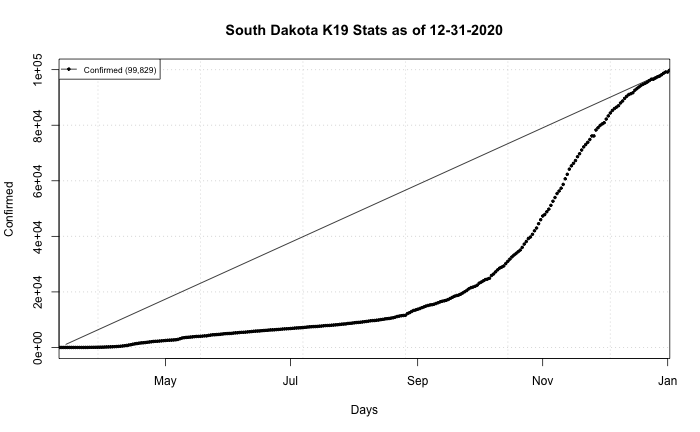 South Dakota K19 Stats as of 12-31-2020
Confirmed (99,829)
1e+05
8e+04
6e+04
4e+04
2e+04
0e+00
Confirmed
May Jul Sep Nov Jan
Days